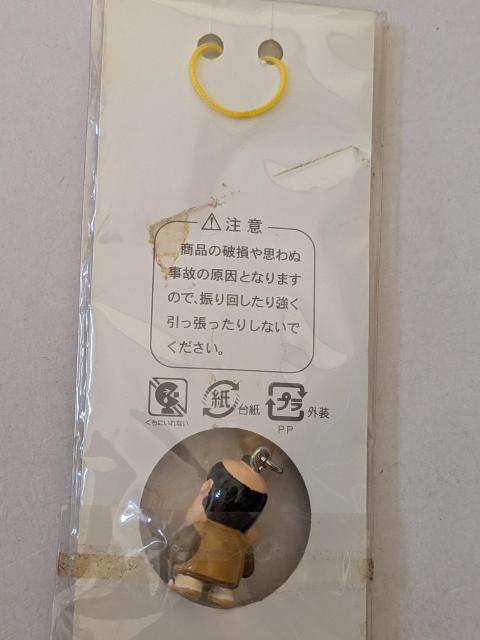 注意
商品の破損や思わぬ
事故の原因となります
ので、振り回したり強く
引っ張ったりしないで
ください。
くちにいれない
紙 台紙
プラ 外装
PP